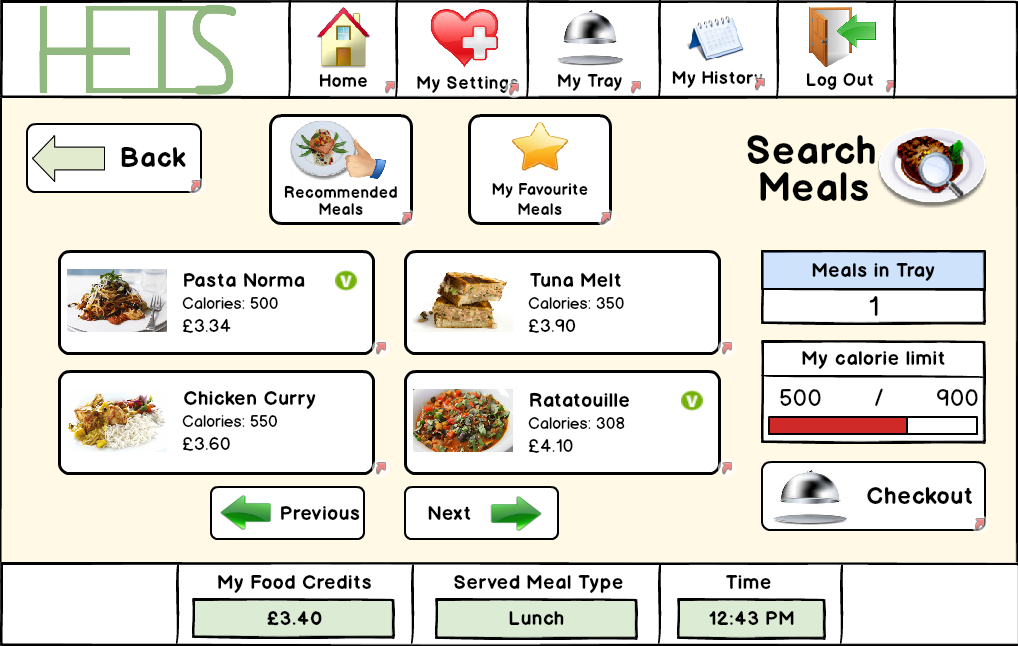 HETS
Home
My Settings
My Tray
My History
Log Out
Back
Recommended
Meals
My Favourite
Meals
Search
Meals
Pasta Norma
V
Calories: 500
£3.34
Tuna Melt
Calories: 350
£3.90
Chicken Curry
Calories: 550
£3.60
Ratatouille
V
Calories: 308
£4.10
Meals in Tray
1
My calorie limit
500 / 900
Previous
Next
Checkout
My Food Credits
£3.40
Served Meal Type
Lunch
Time
12:43 PM